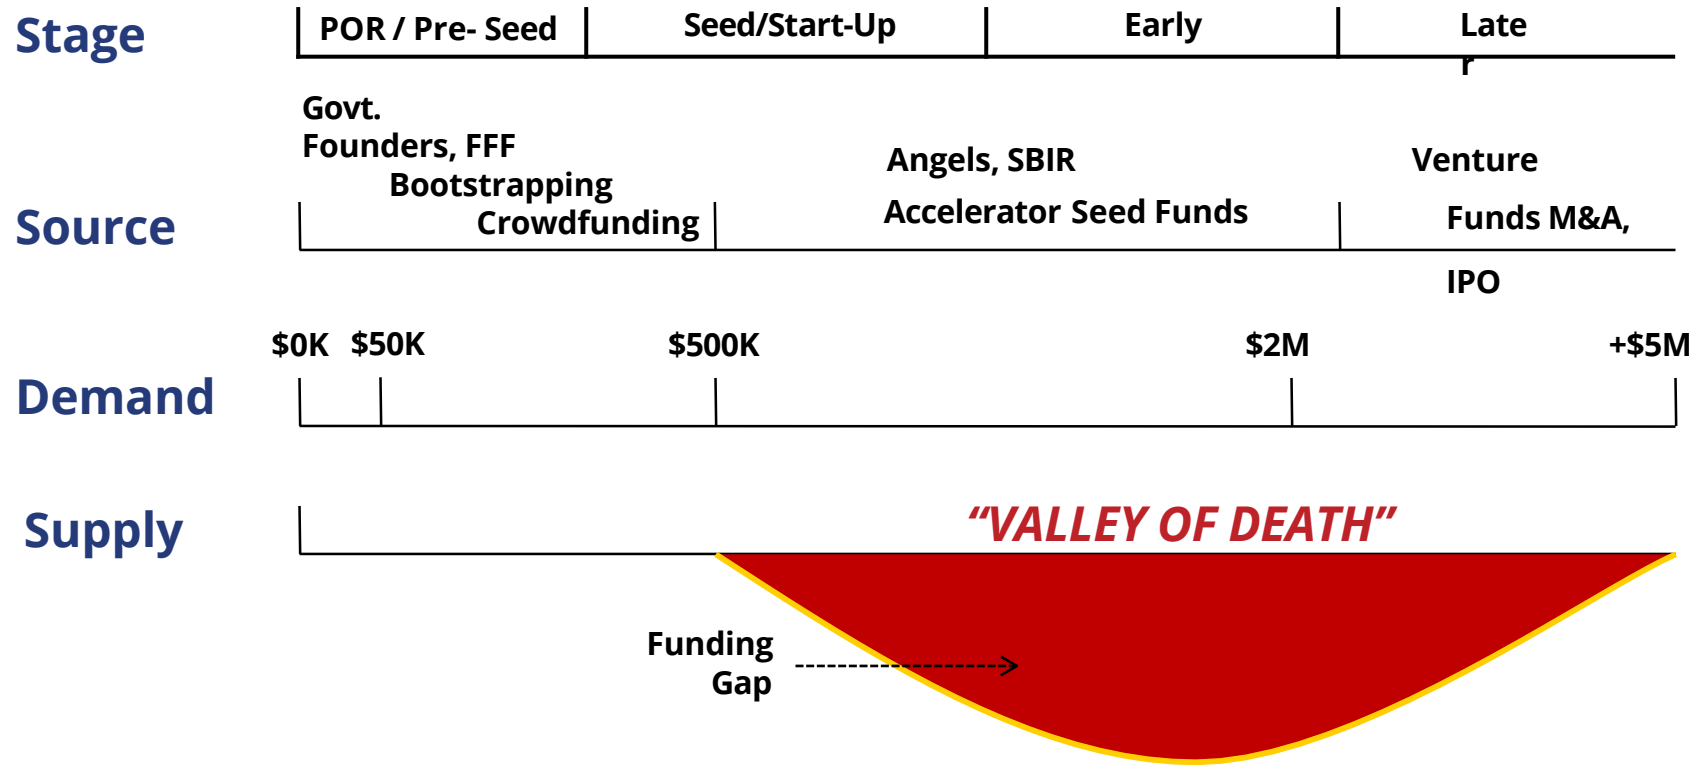 Stage
POR / Pre- Seed
Seed/Start-Up
Early
Late
r
Source
Govt.
Founders, FFF
Bootstrapping
Crowdfunding
Angels, SBIR
Accelerator Seed Funds
Venture
Funds M&A,
IPO
Demand
$0K
$50K
$500K
$2M
+$5M
Supply
“VALLEY OF DEATH”
Funding
Gap